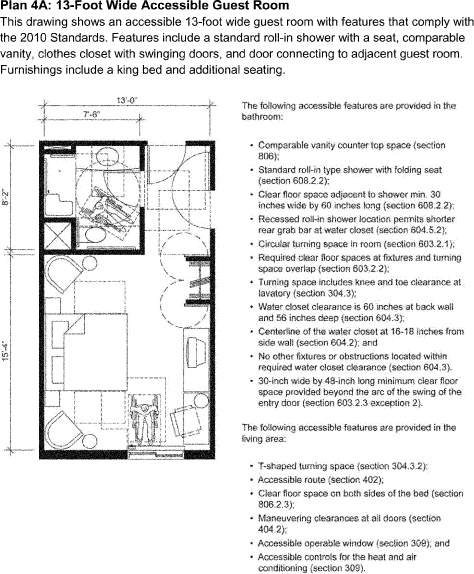 Plan 4A: 13-Foot Wide Accessible Guest Room
This drawing shows an accessible 13-foot wide guest room with features that comply with
the 2010 Standards. Features include a standard roll-in shower with a seat, comparable
vanity, clothes closet with swinging doors, and door connecting to adjacent guest room.
Furnishings include a king bed and additional seating.
13'-0"
7'-6"
8'-2"
15'-4"
The following accessible features are provided in the
bathroom:
• Comparable vanity counter top space (section
806);
• Standard roll-in type shower with folding seat
(section 608.2.2);
• Clear floor space adjacent to shower min. 30
inches wide by 60 inches long (section 608.2.2);
• Recessed roll-in shower location permits shorter
rear grab bar at water closet (section 604.5.2);
• Circular turning space in room (section 603.2.1);
• Required clear floor spaces at fixtures and turning
space overlap (section 603.2.2);
• Turning space includes knee and toe clearance at
lavatory (section 304.3);
• Water closet clearance is 60 inches at back wall
and 56 inches deep (section 604.3);
• Centerline of the water closet at 16-18 inches from
side wall (section 604.2); and
• No other fixtures or obstructions located within
required water closet clearance (section 604.3).
• 30-inch wide by 48-inch long minimum clear floor
space provided beyond the arc of the swing of the
entry door (section 603.2.3 exception 2).
The following accessible features are provided in the
living area:
• T-shaped turning space (section 304.3.2);
• Accessible route (section 402);
• Clear floor space on both sides of the bed (section
806.2.3);
• Maneuvering clearances at all doors (section
404.2);
• Accessible operable window (section 309); and
• Accessible controls for the heat and air
conditioning (section 309).